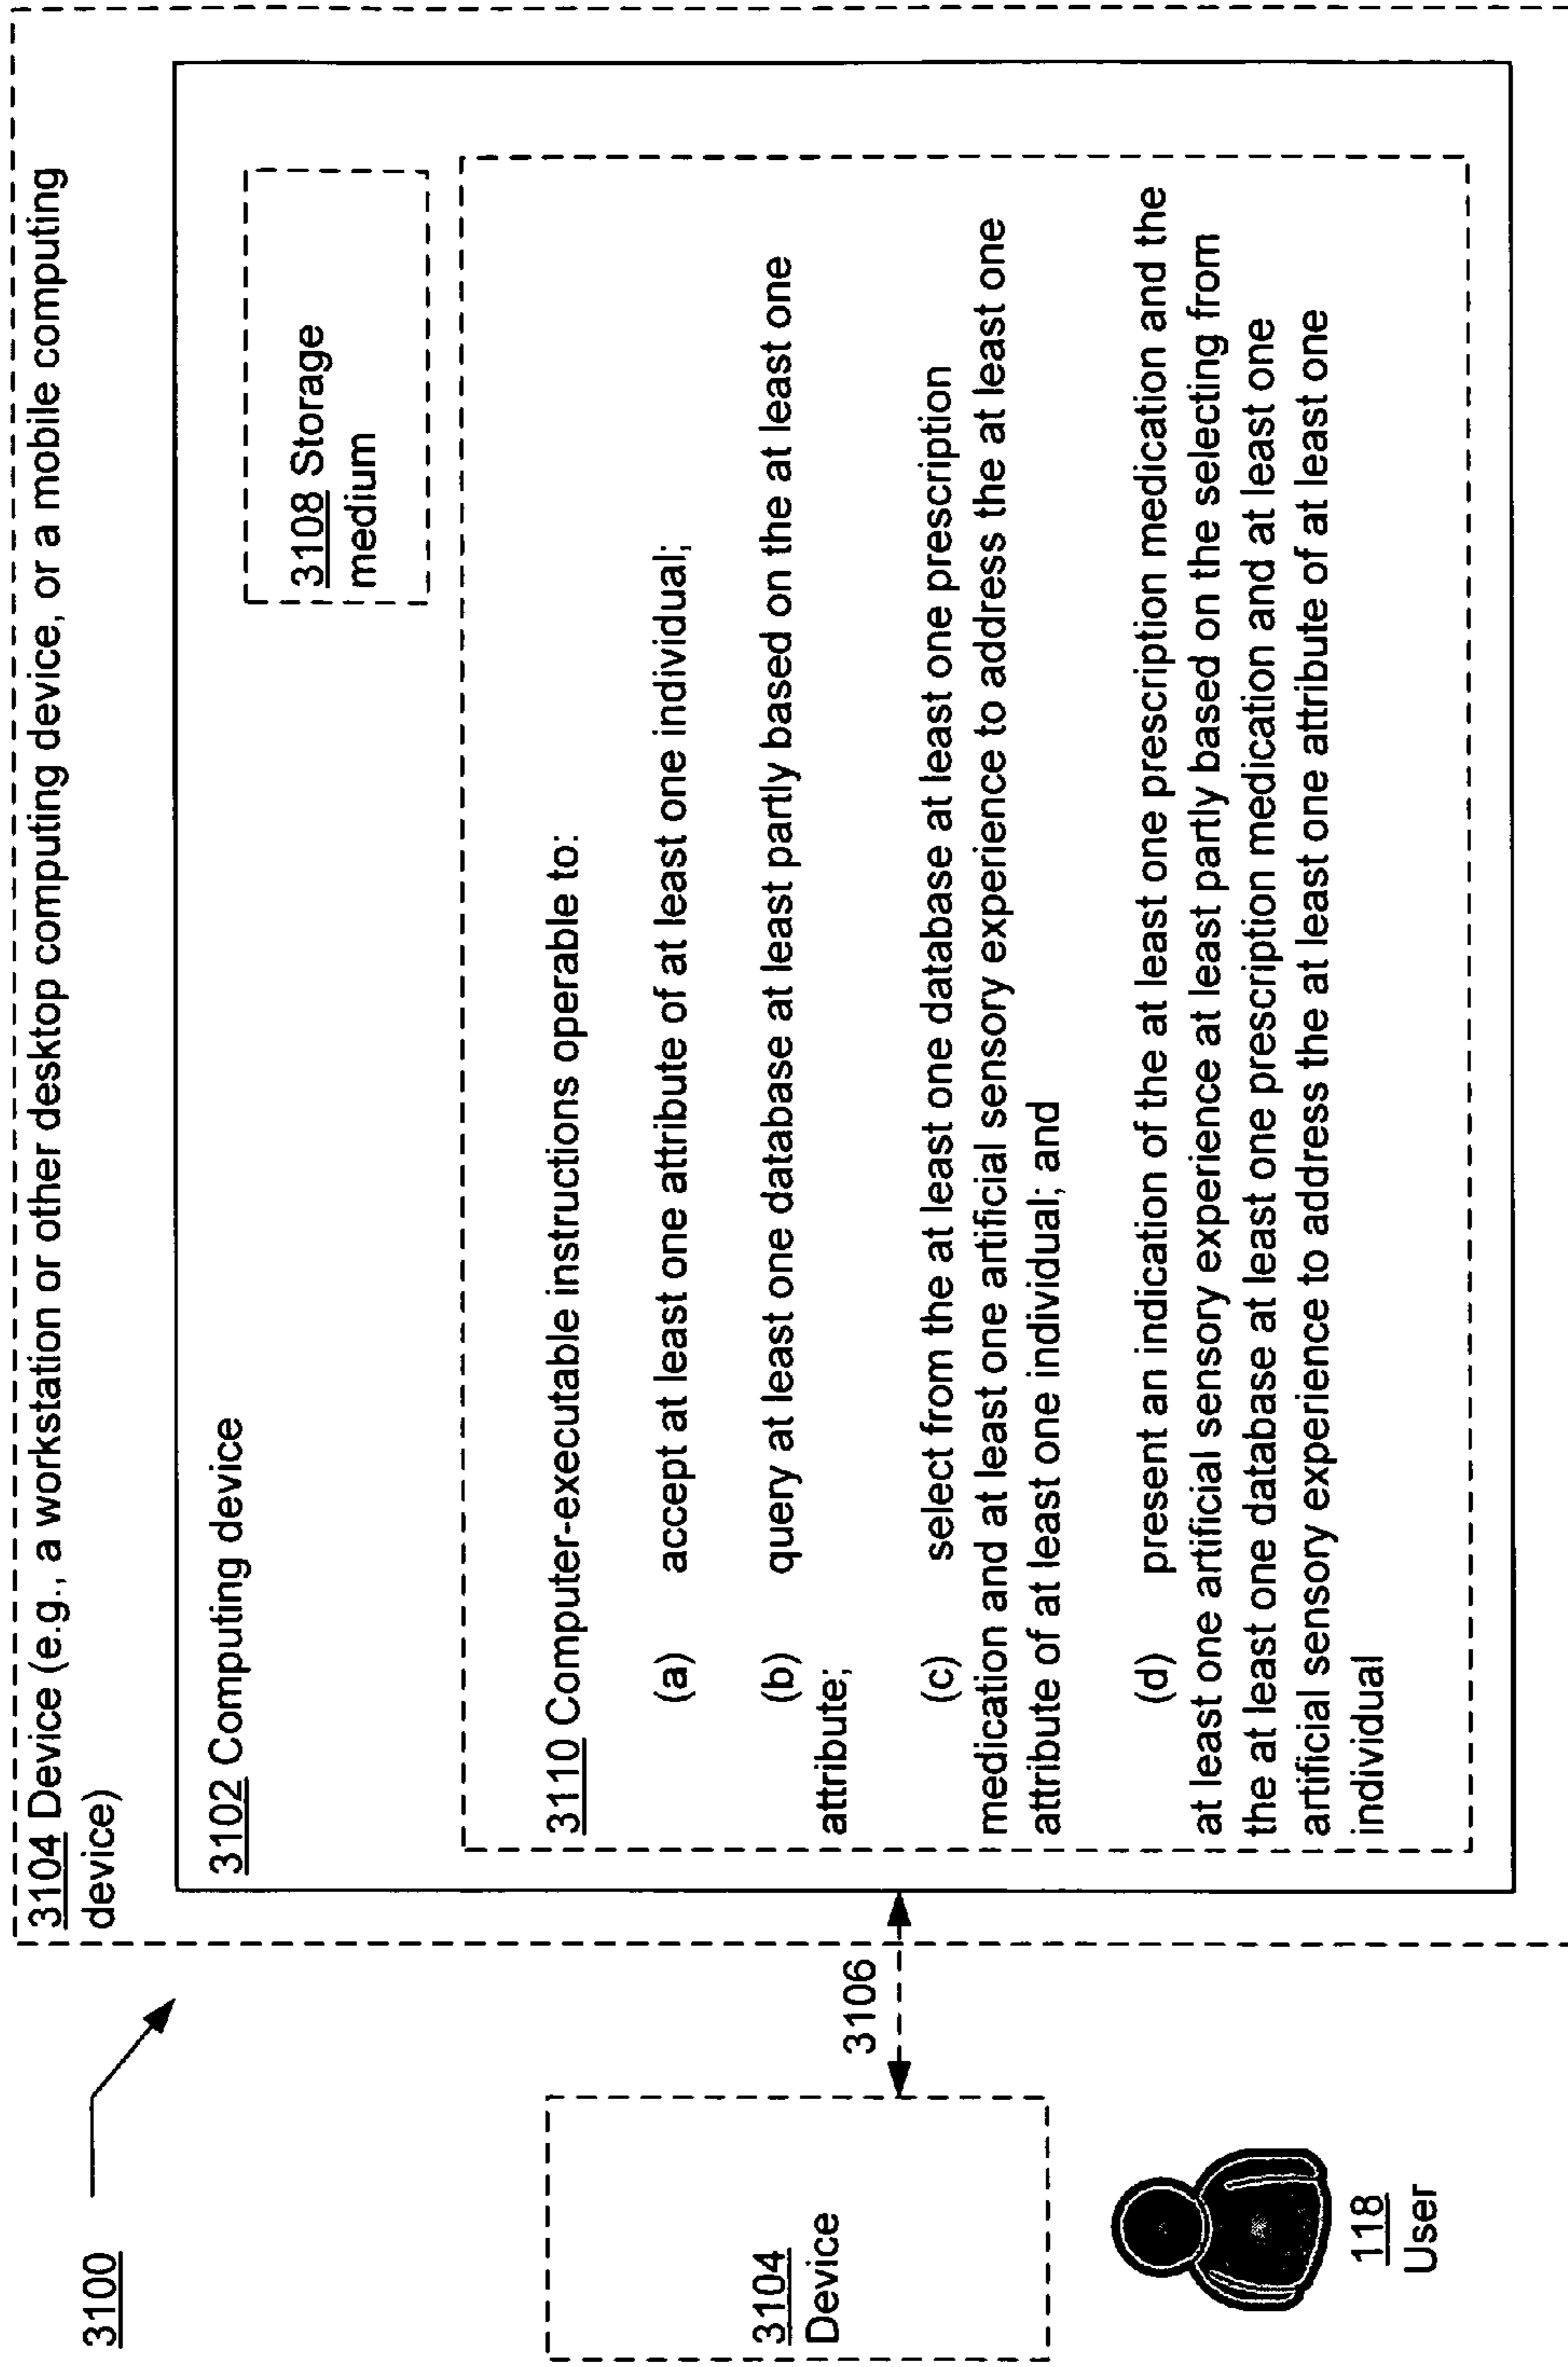 3100
3104 Device (e.g., a workstation or other desktop computing device, or a mobile computing
device)
3102 Computing device
3108 Storage
medium
3110 Computer-executable instructions operable to:
(a) accept at least one attribute of at least one individual;
(b) query at least one database at least partly based on the at least one
attribute;
(c) select from the at least one database at least one prescription
medication and at least one artificial sensory experience to address the at least one
attribute of at least one individual; and
(d) present an indication of the at least one prescription medication and the
at least one artificial sensory experience at least partly based on the selecting from
the at least one database at least one prescription medication and at least one
artificial sensory experience to address the at least one attribute of at least one
individual
3106
3104
Device
118
User